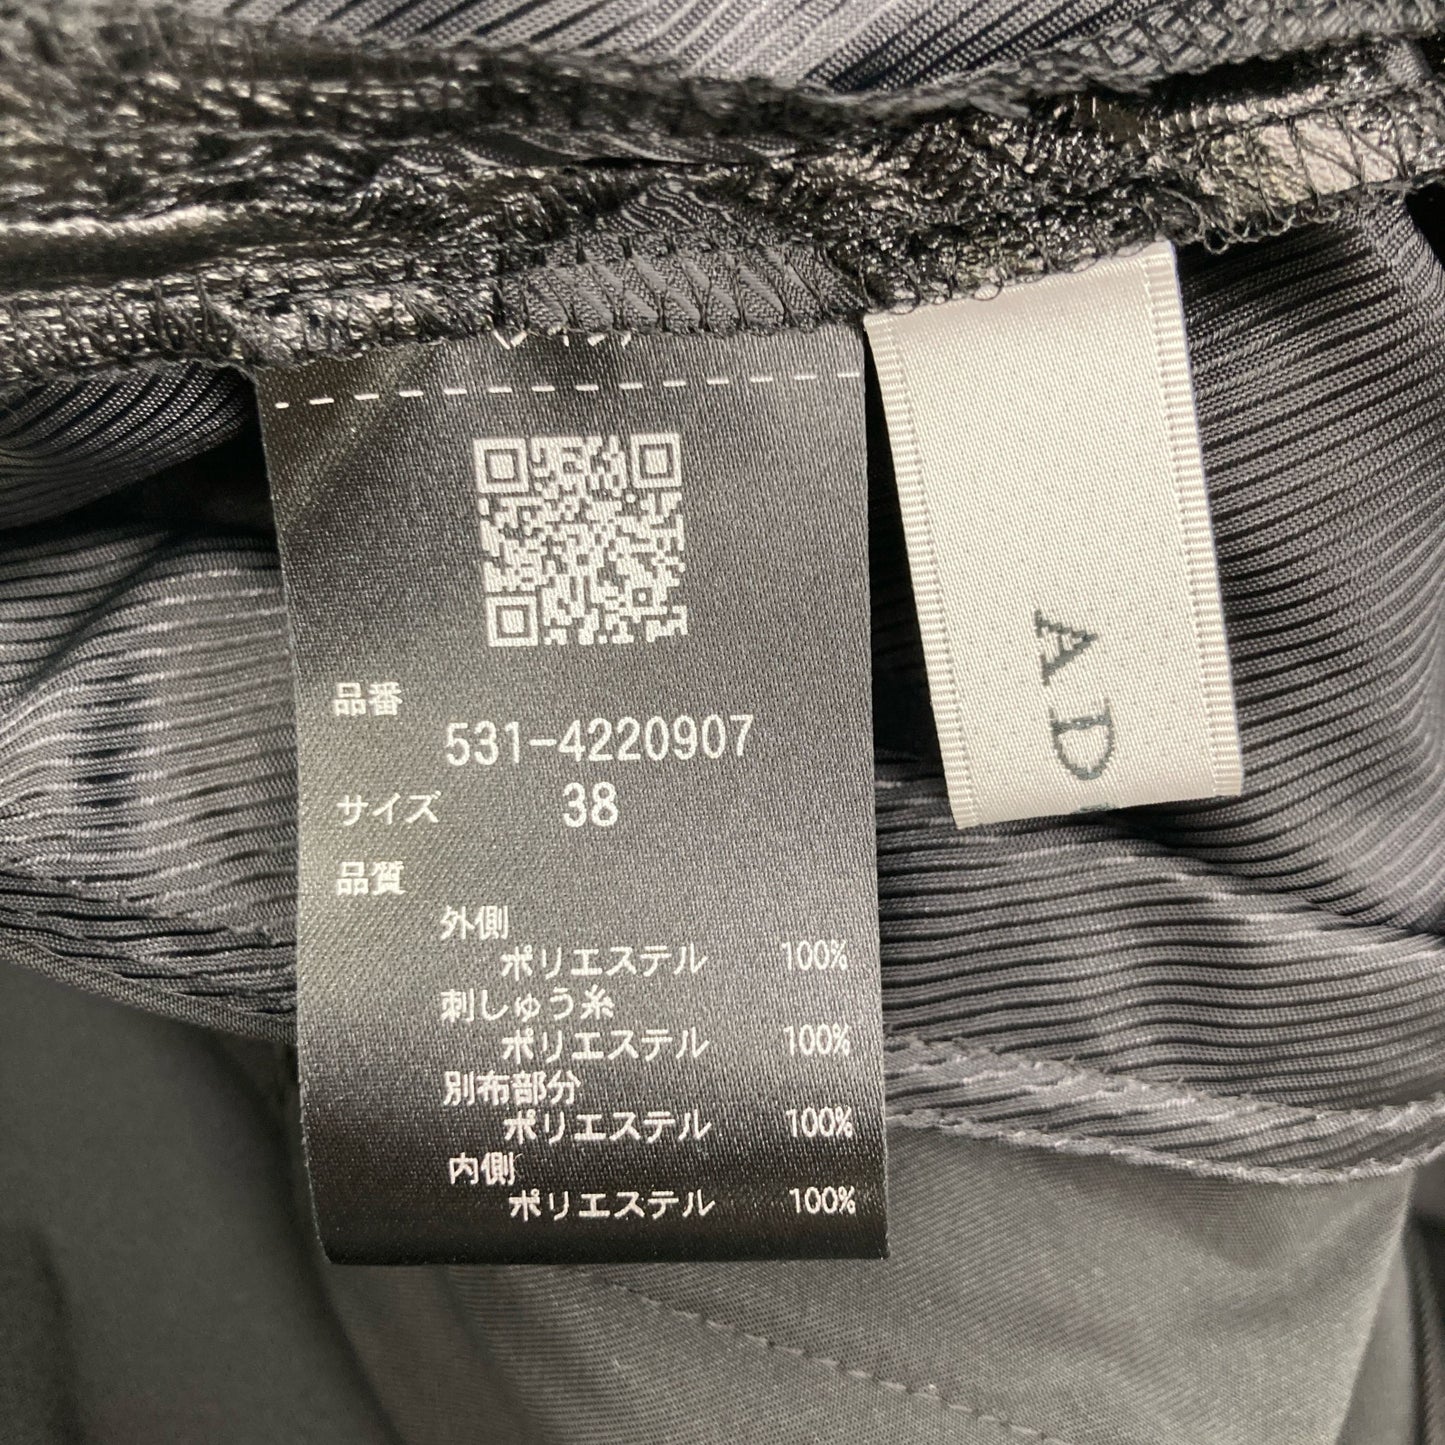 品番
531-4220907
サイズ 38
品質
外側
ポリエステル 100%
刺しゅう糸
ポリエステル 100%
別布部分
ポリエステル 100%
内側
ポリエステル 100%
AD